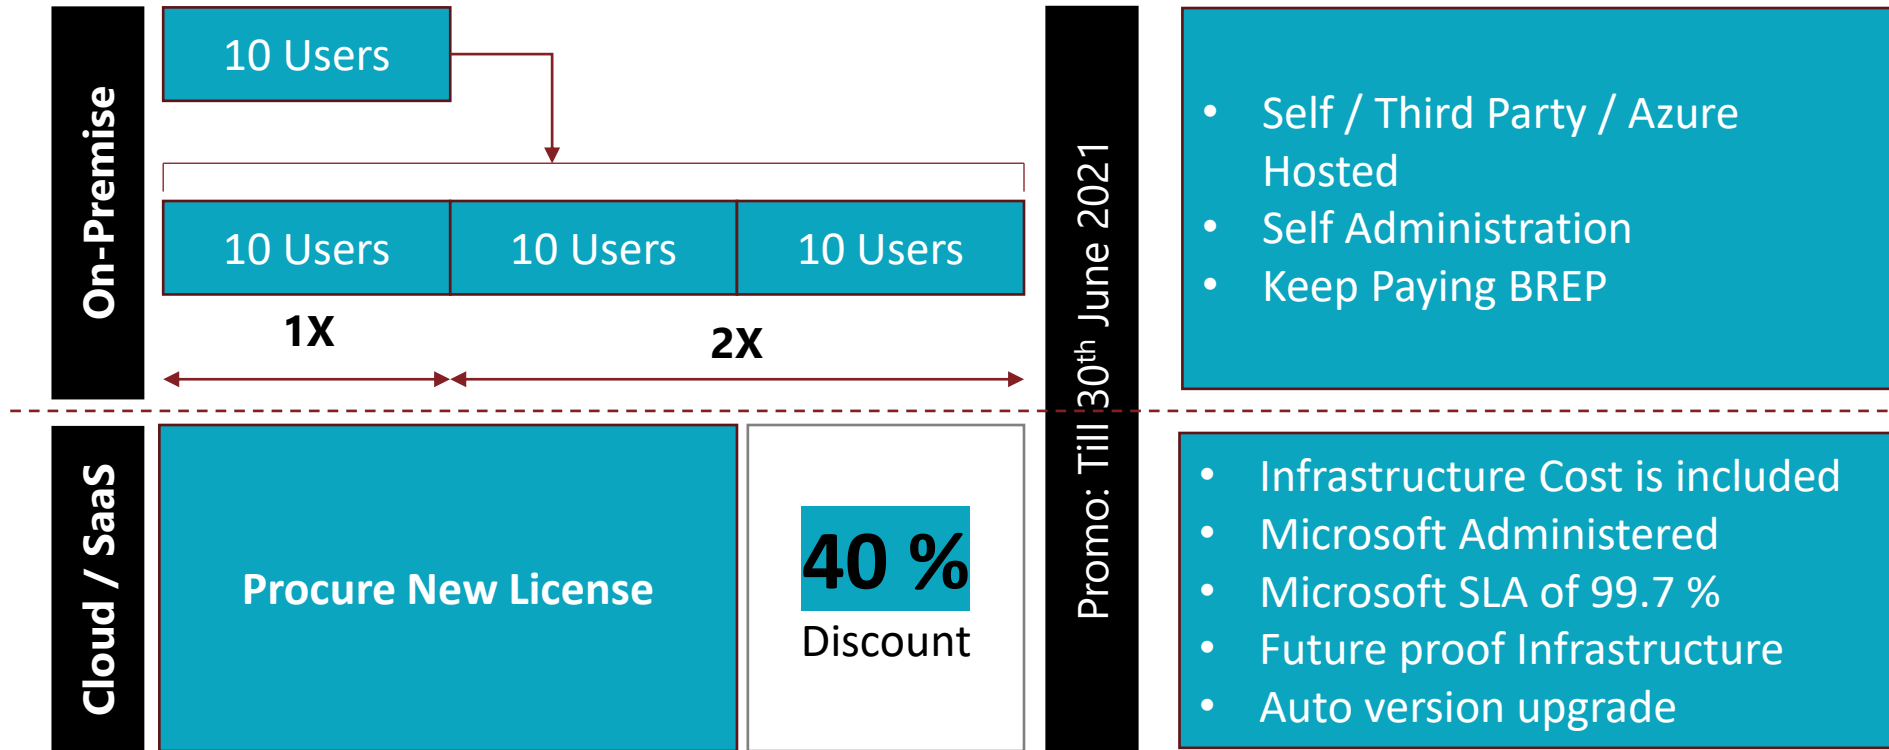 On-Premise
10 Users
10 Users
10 Users
10 Users
1X
2X
Cloud / SaaS
Procure New License
40 %
Discount
Promo: Till 30th June 2021
• Self / Third Party / Azure
Hosted
• Self Administration
• Keep Paying BREP
• Infrastructure Cost is included
• Microsoft Administered
• Microsoft SLA of 99.7 %
• Future proof Infrastructure
• Auto version upgrade